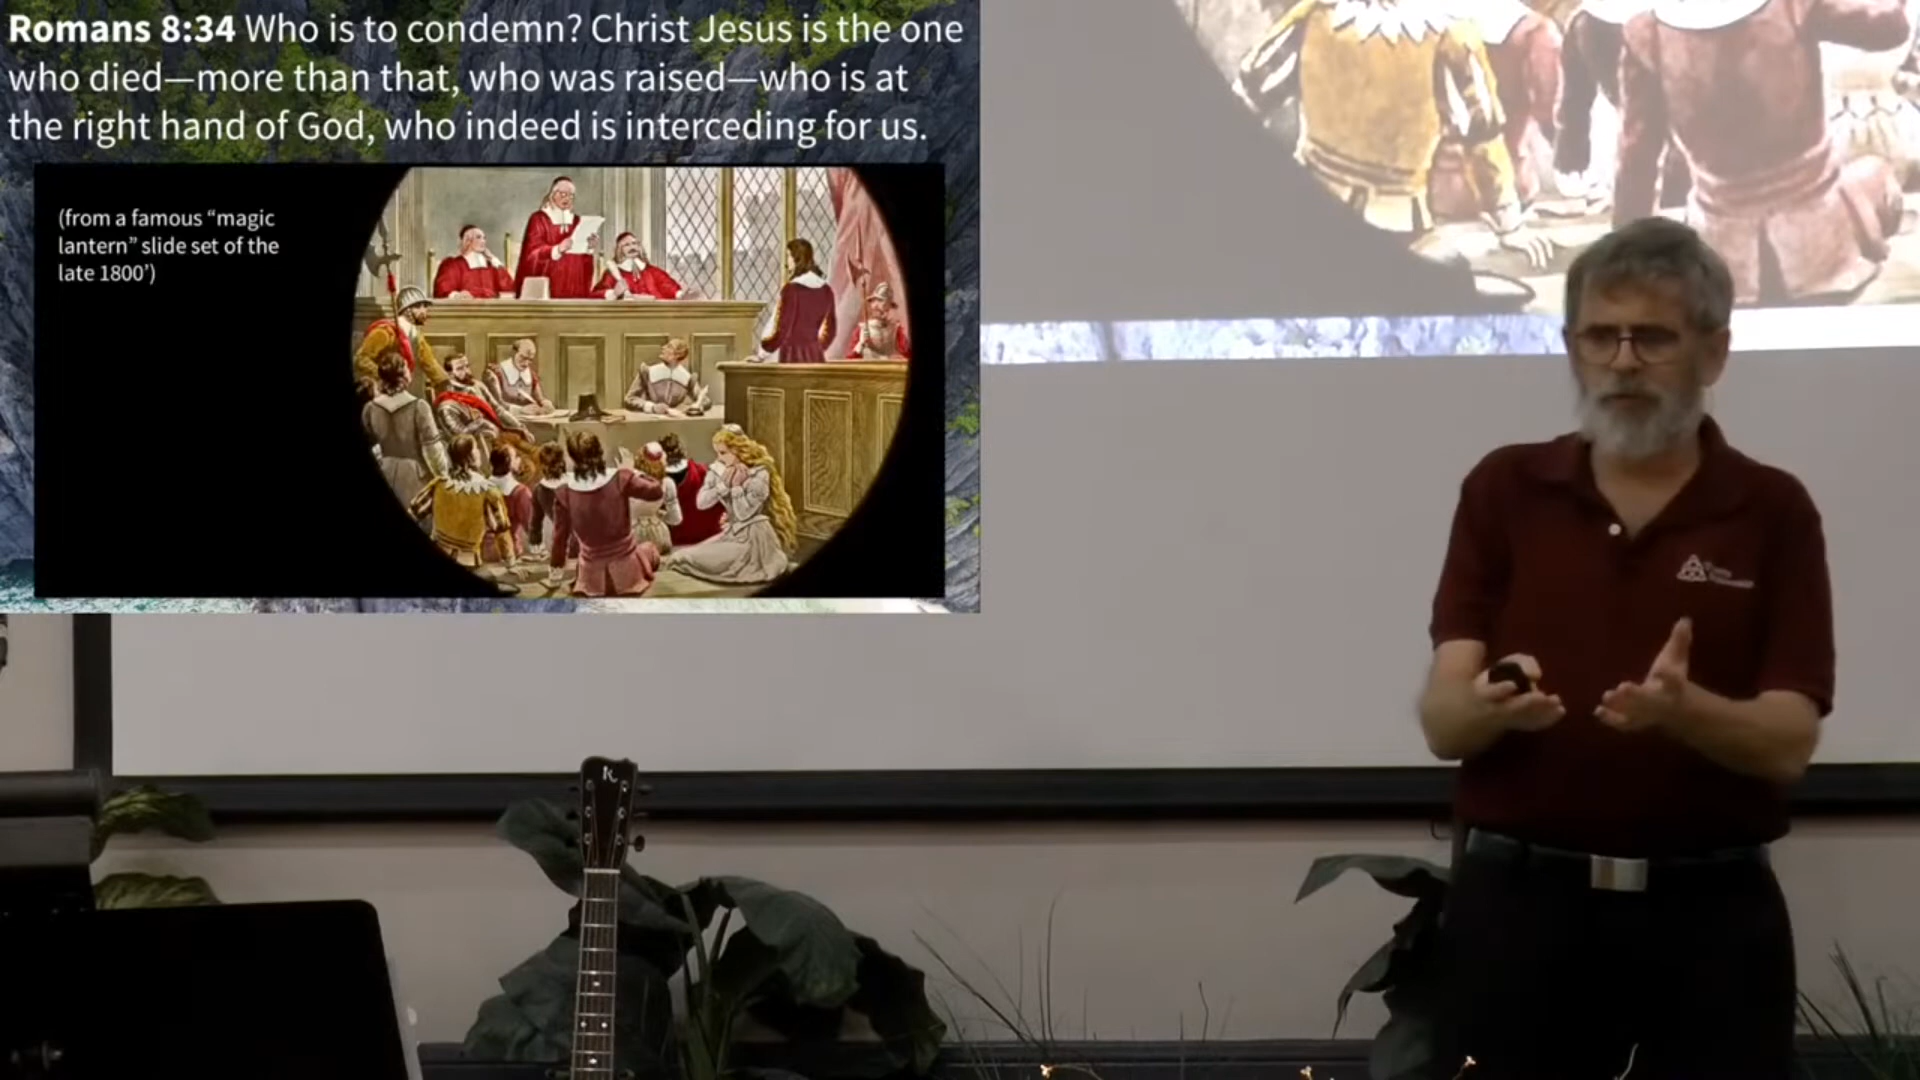 Romans 8:34 Who is to condemn? Christ Jesus is the one
who died—more than that, who was raised—who is at
the right hand of God, who indeed is interceding for us.
(from a famous “magic
lantern” slide set of the
late 1800’)